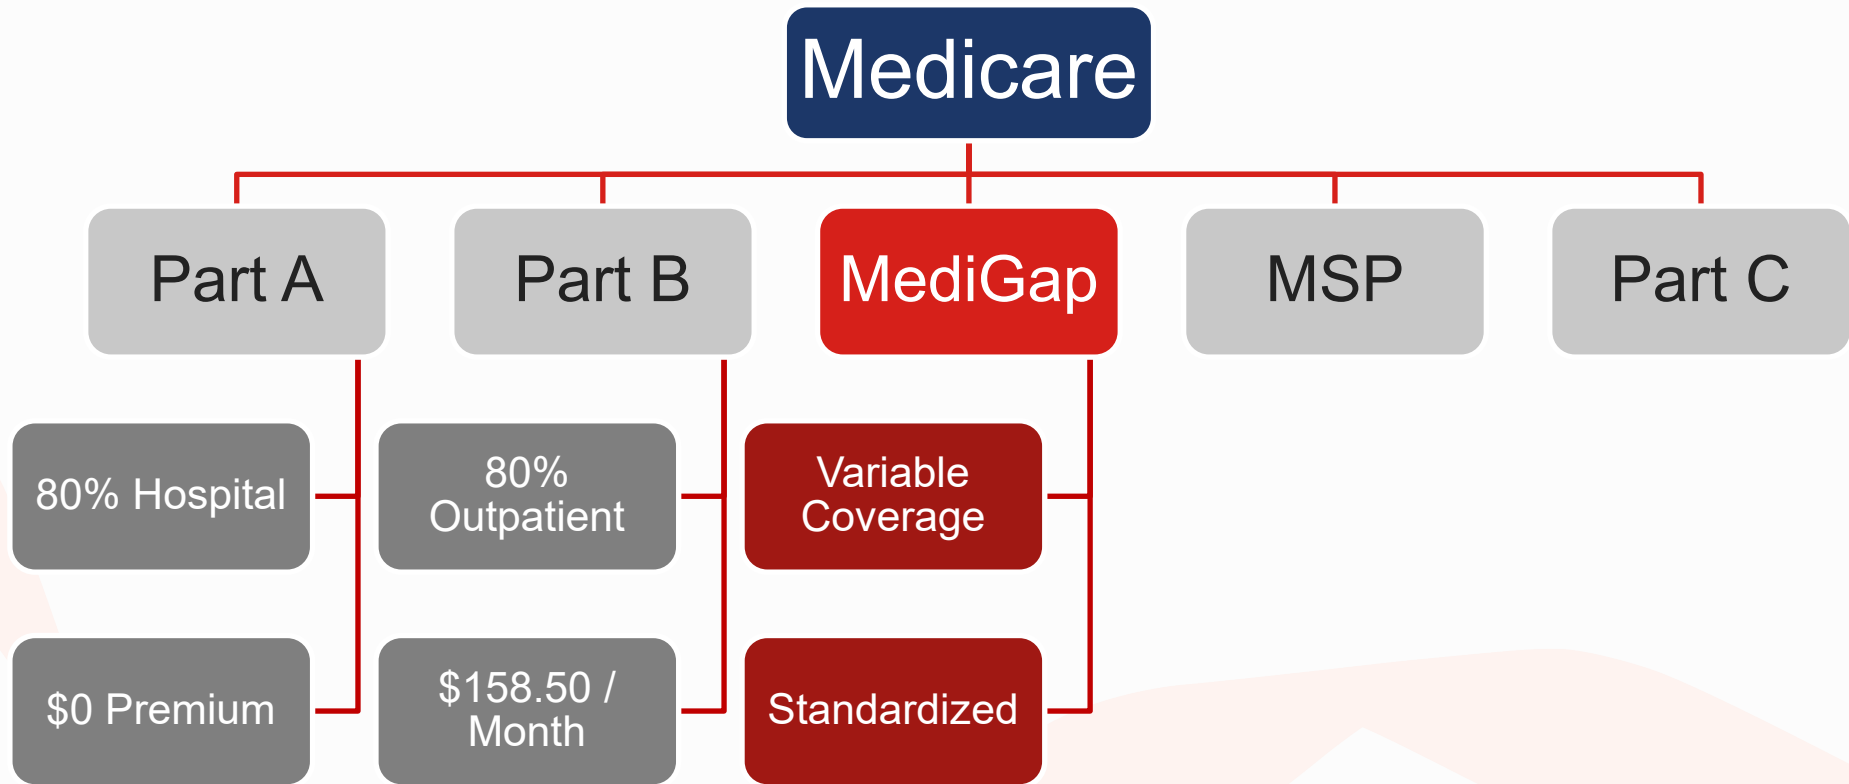 Medicare
Part A
Part B
MediGap
MSP
Part C
80% Hospital
80%
Outpatient
Variable
Coverage
$0 Premium
$158.50 /
Month
Standardized